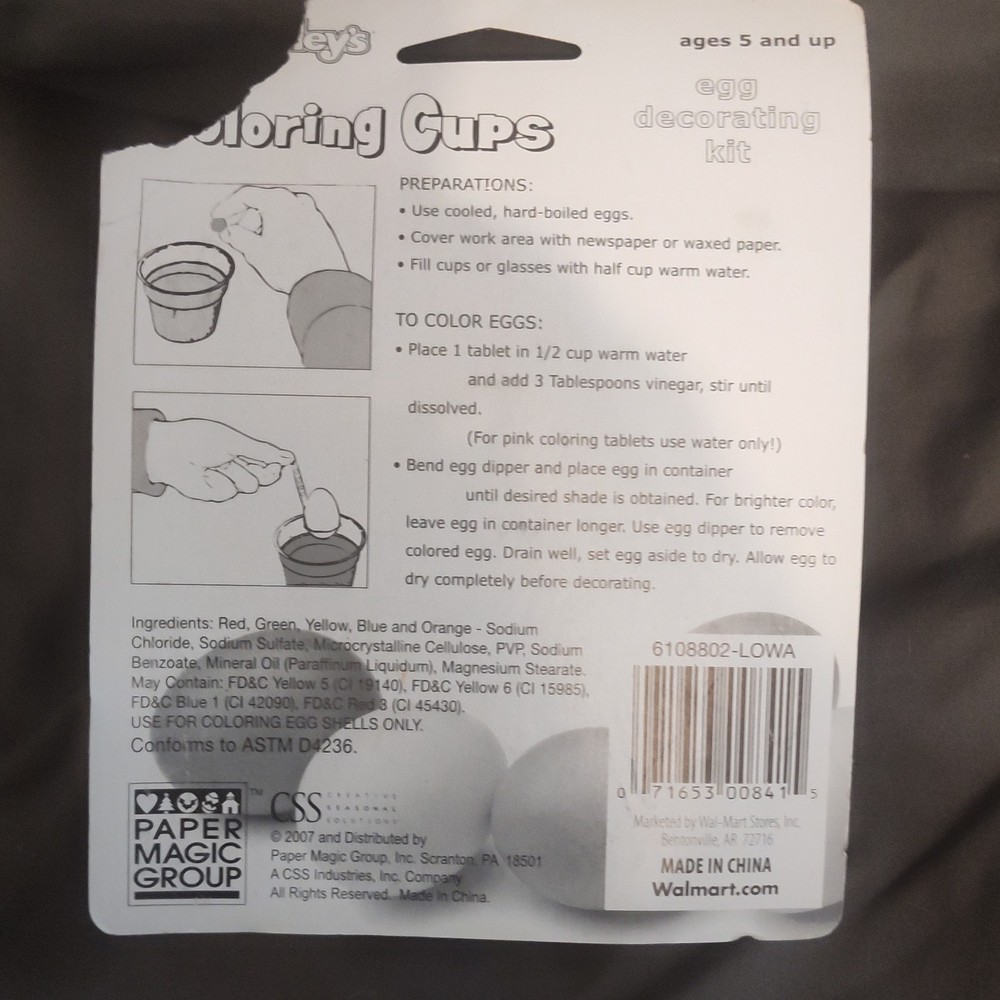 ley's
ages 5 and up
oloring Cups
egg
decorating
kit
PREPARATIONS:
• Use cooled, hard-boiled eggs.
• Cover work area with newspaper or waxed paper.
• Fill cups or glasses with half cup warm water.
TO COLOR EGGS:
• Place 1 tablet in 1/2 cup warm water
and add 3 Tablespoons vinegar, stir until
dissolved.
(For pink coloring tablets use water only!)
• Bend egg dipper and place egg in container
until desired shade is obtained. For brighter color,
leave egg in container longer. Use egg dipper to remove
colored egg. Drain well, set egg aside to dry. Allow egg to
dry completely before decorating.
Ingredients: Red, Green, Yellow, Blue and Orange - Sodium
Chloride, Sodium Sulfate, Microcrystalline Cellulose, PVP, Sodium
Benzoate, Mineral Oil (Paraffinum Liquidum), Magnesium Stearate.
May Contain: FD&C Yellow 5 (CI 19140), FD&C Yellow 6 (CI 15985),
FD&C Blue 1 (CI 42090), FD&C Red 3 (CI 45430).
USE FOR COLORING EGG SHELLS ONLY.
Conforms to ASTM D4236.
PAPER
MAGIC
GROUP
TM
CSS
CREATIVE
SEASONAL
SOLUTIONS
© 2007 and Distributed by
Paper Magic Group, Inc. Scranton, PA 18501
A CSS Industries, Inc. Company
All Rights Reserved. Made in China.
6108802-LOWA
0 71653 00841 5
Marketed by Wal-Mart Stores, Inc.
Bentonville, AR 72716
MADE IN CHINA
Walmart.com